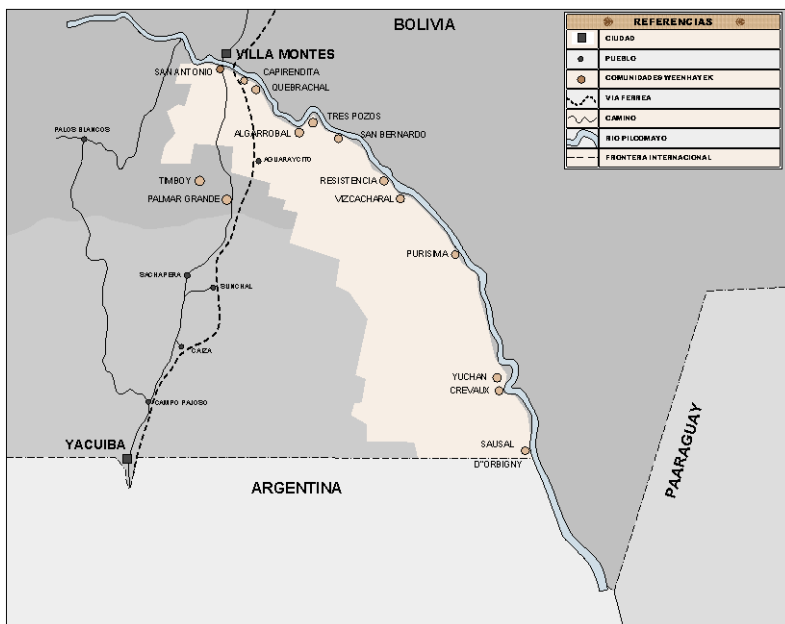 BOLIVIA
REFERENCIAS
CIUDAD
PUEBLO
COMUNIDADES WEENHAYEK
VIA FERREA
CAMINO
RIO PILCOMAYO
FRONTERIA INTERNACIONAL
VILLA MONTES
SAN ANTONIO
CAPIRENDITA
QUEBRACHAL
TRES POZOS
ALGARROBAL
SAN BERNARDO
PALOS BLANCOS
AGUARAYCITO
TIMBOY
RESISTENCIA
PALMAR GRANDE
VIZCACHARAL
PURISIMA
SACHAPERA
SUNCHAL
CAIZA
YUCHAN
CREVAUX
CAMPO PAJOSO
YACUIBA
SAUSAL
D"ORBIGNY
ARGENTINA
PAARAGUAY